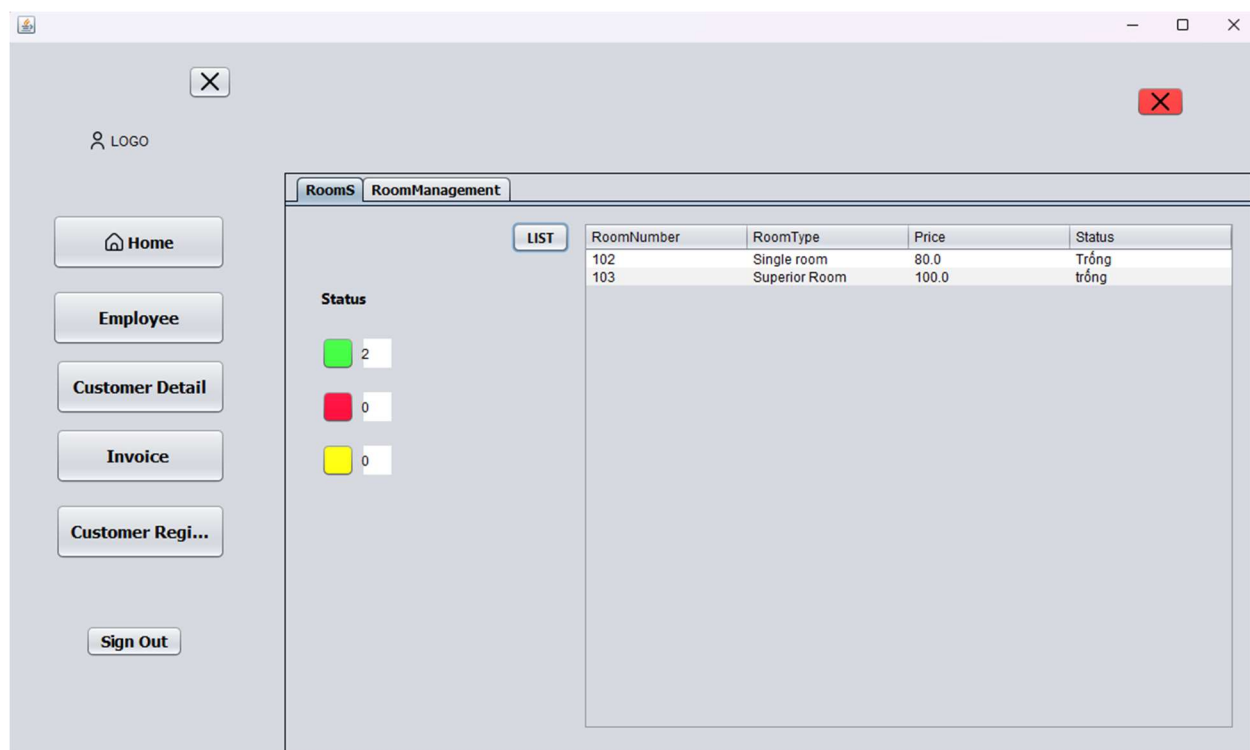 LOGO
Home
Employee
Customer Detail
Invoice
Customer Regi...
Sign Out
RoomS RoomManagement
LIST
Status
2
0
0
RoomNumber RoomType Price Status
102 Single room 80.0 Trống
103 Superior Room 100.0 trống